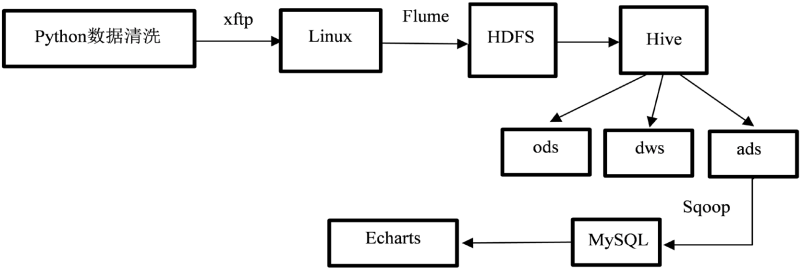 Python数据清洗
xftp
Linux
Flume
HDFS
Hive
ods
dws
ads
Sqoop
Echarts
MySQL